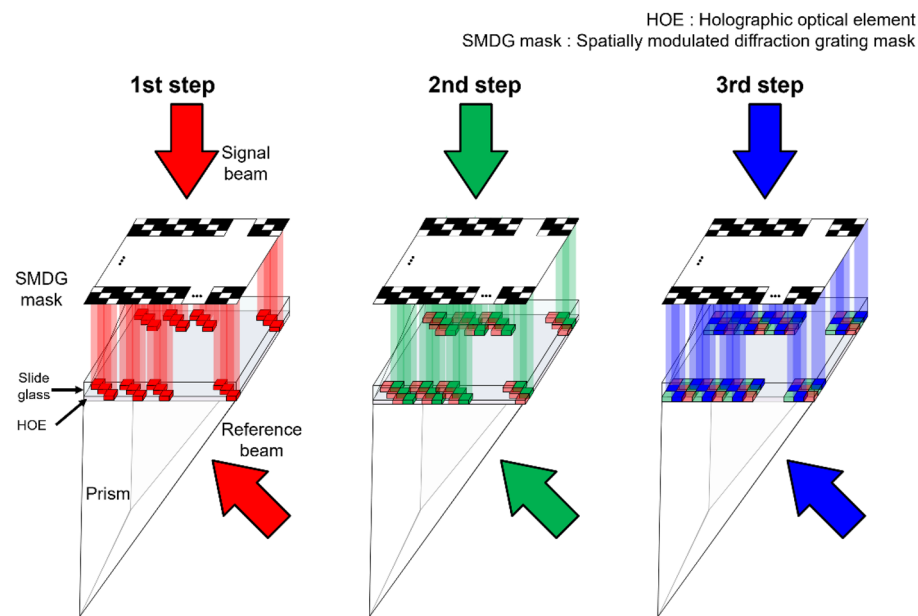 HOE : Holographic optical element
SMDG mask : Spatially modulated diffraction grating mask
1st step
2nd step
3rd step
Signal
beam
SMDG
mask
...
...
...
...
...
...
Slide
glass
HOE
Reference
beam
Prism